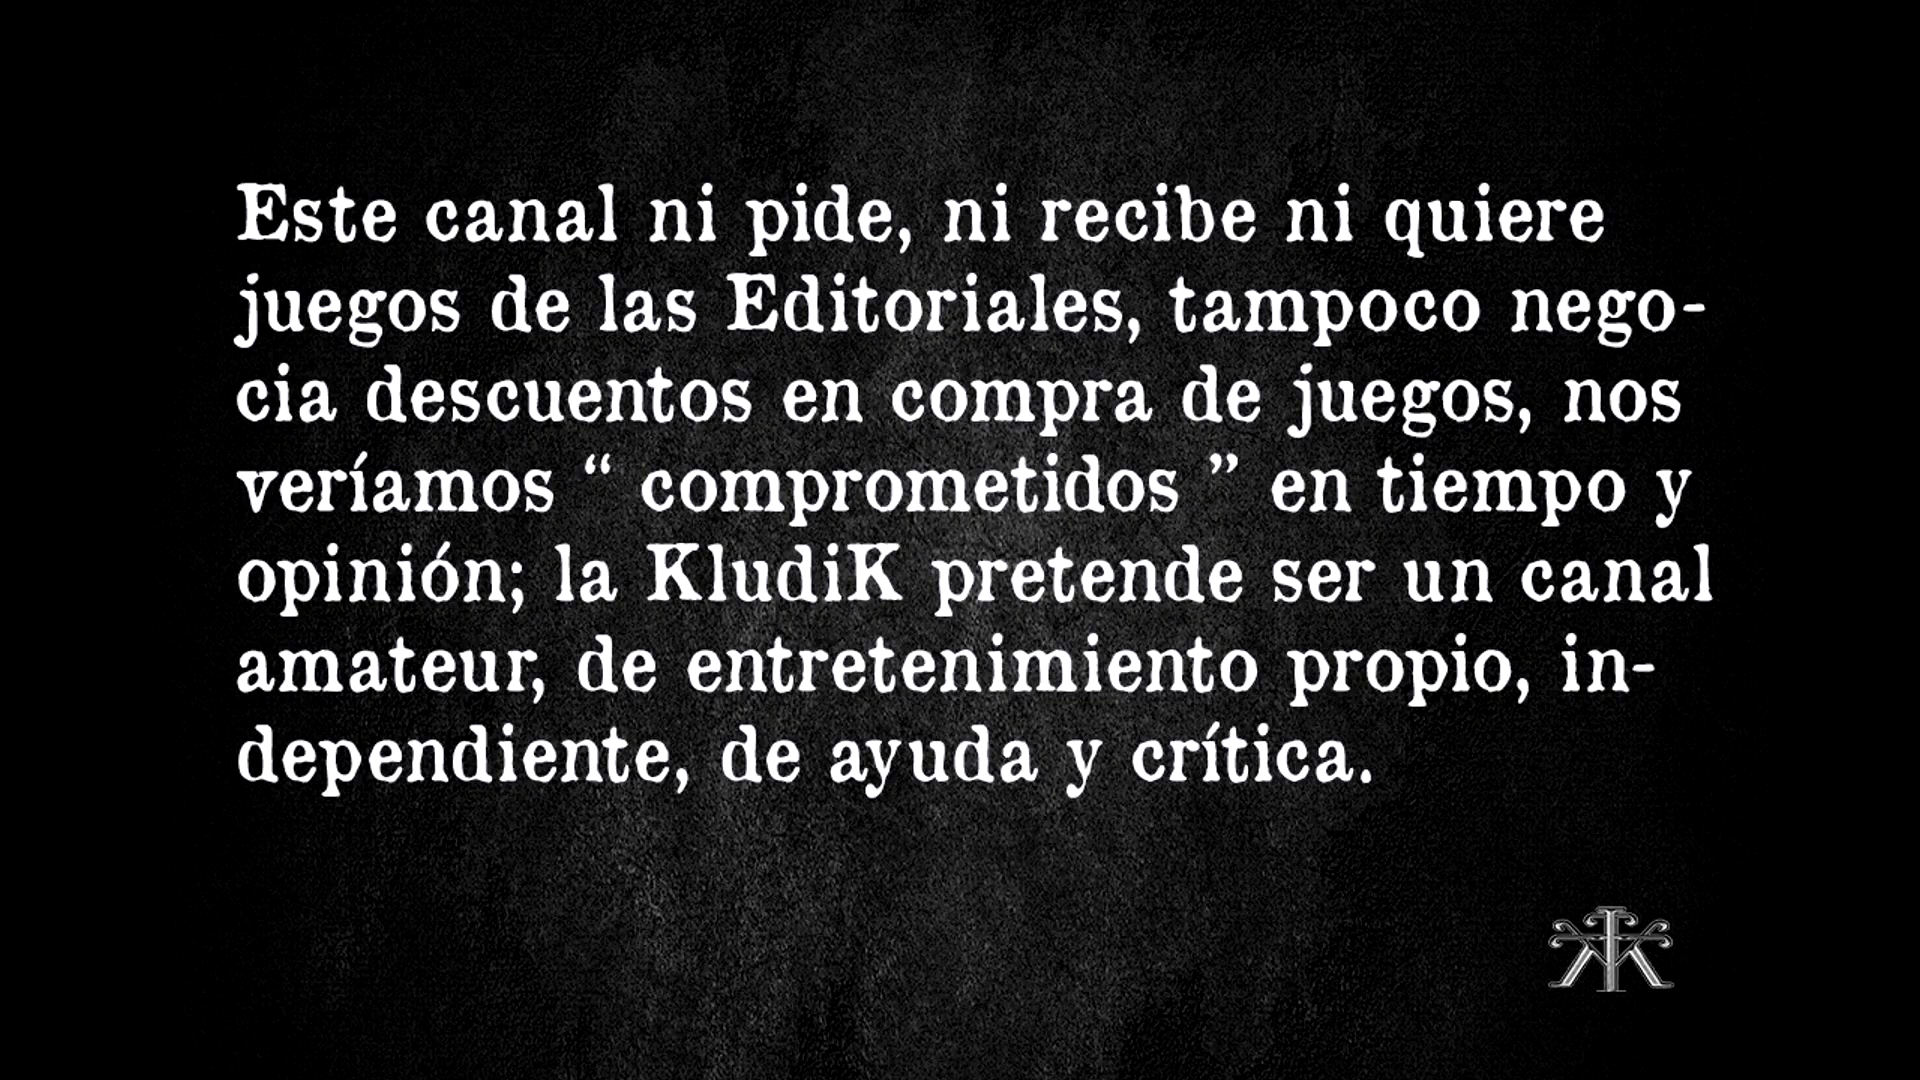 Este canal ni pide, ni recibe ni quiere
juegos de las Editoriales, tampoco nego-
cia descuentos en compra de juegos, nos
veríamos “ comprometidos ” en tiempo y
opinión; la KludiK pretende ser un canal
amateur, de entretenimiento propio, in-
dependiente, de ayuda y crítica.